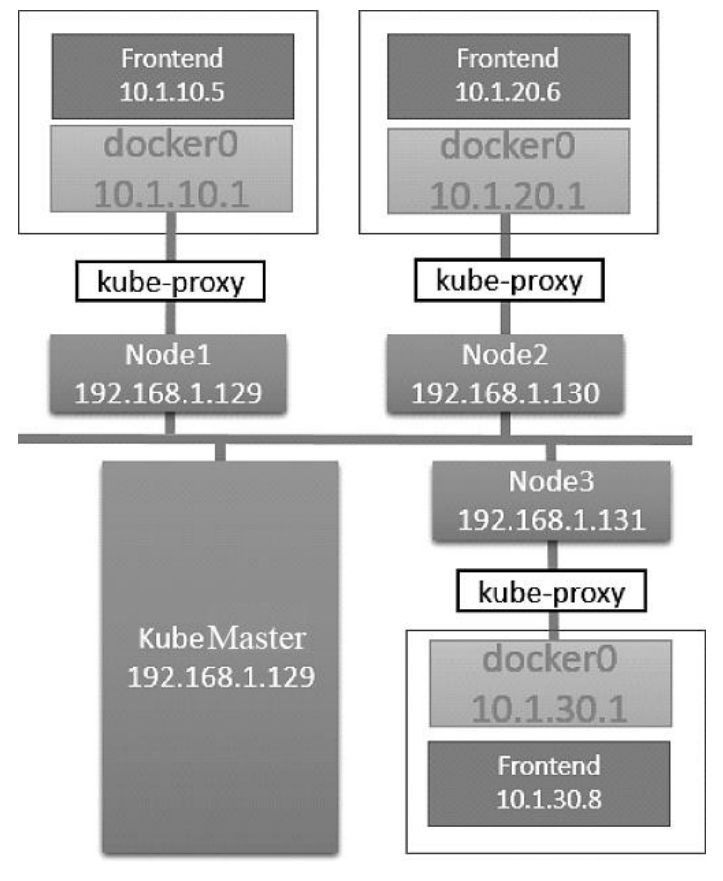 Frontend
10.1.10.5
docker0
10.1.10.1
kube-proxy
Node1
192.168.1.129
Frontend
10.1.20.6
docker0
10.1.20.1
kube-proxy
Node2
192.168.1.130
KubeMaster
192.168.1.129
Node3
192.168.1.131
kube-proxy
docker0
10.1.30.1
Frontend
10.1.30.8